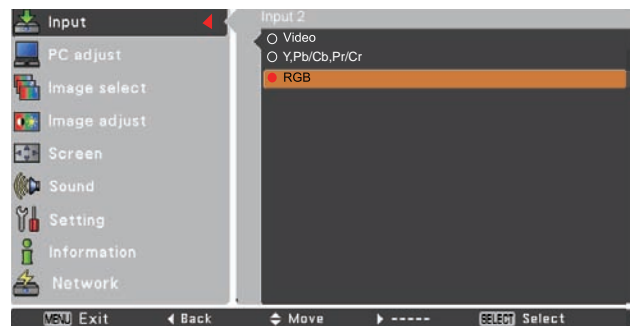 Input
PC adjust
Image select
Image adjust
Screen
Sound
Setting
Information
Network
Input 2
Video
Y,Pb/Cb,Pr/Cr
RGB
MENU Exit Back Move ----- SELECT Select